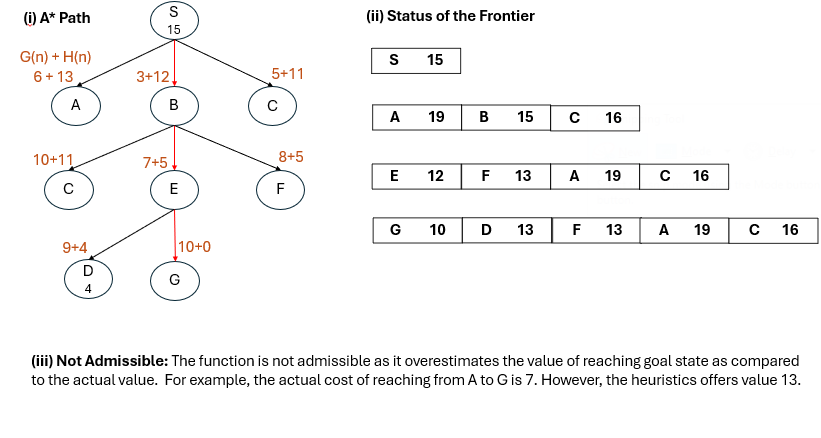 (i) A* Path
(ii) Status of the Frontier
S
15
G(n) + H(n)
6 + 13
3+12
5+11
A
B
C
10+11
7+5
8+5
C
E
F
9+4
10+0
D
4
G
S 15
A 19 B 15 C 16
E 12 F 13 A 19 C 16
G 10 D 13 F 13 A 19 C 16
(iii) Not Admissible: The function is not admissible as it overestimates the value of reaching goal state as compared
to the actual value. For example, the actual cost of reaching from A to G is 7. However, the heuristics offers value 13.